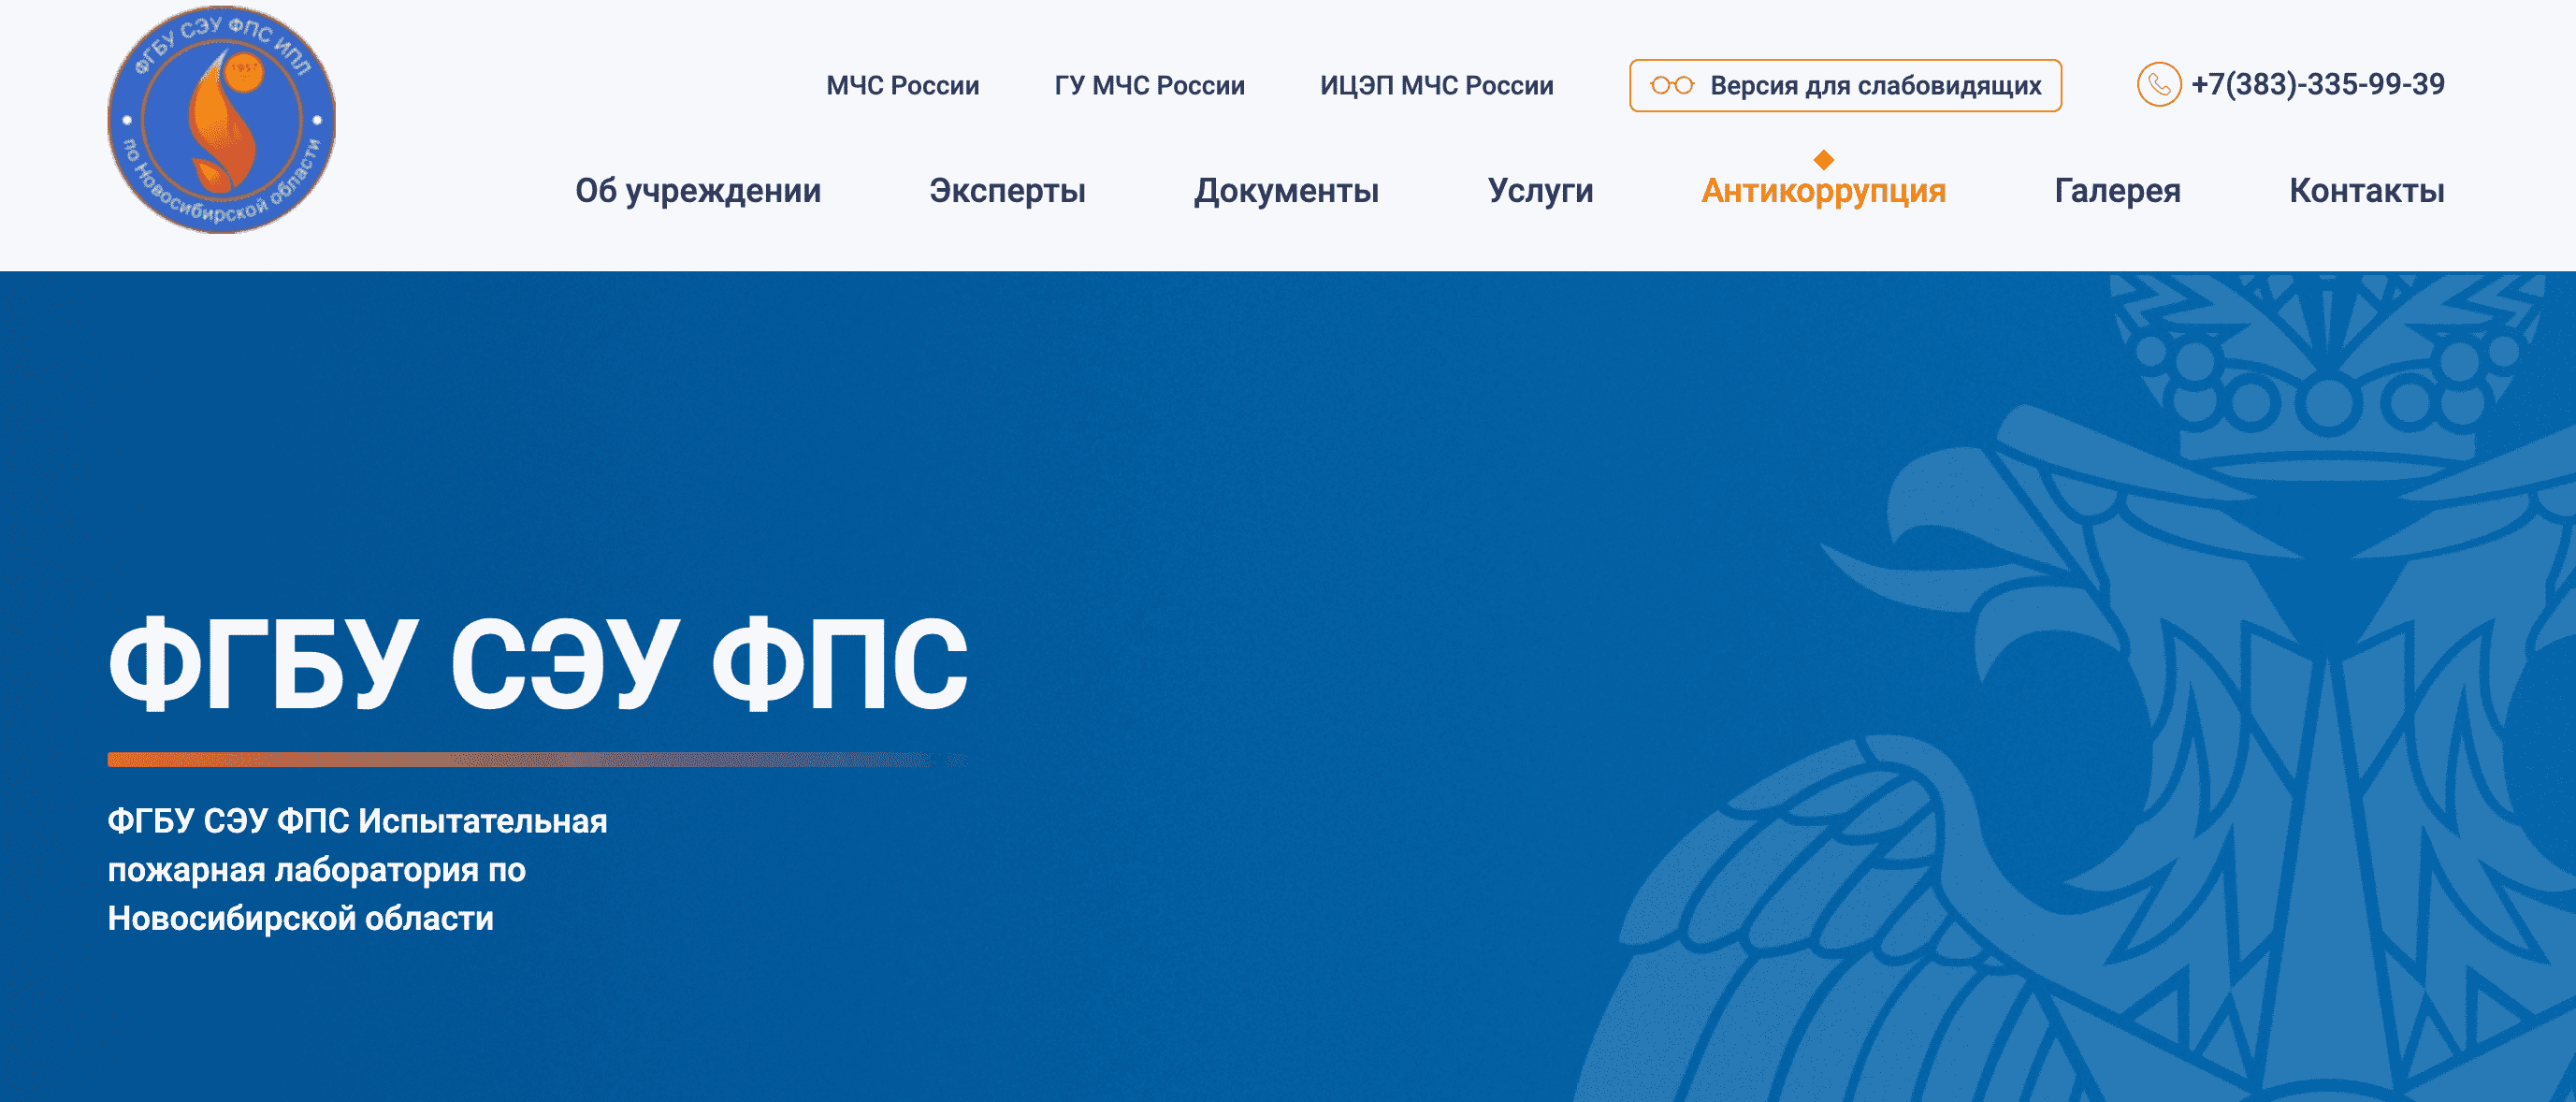 ФГБУ СЭУ ФПС ИПЛ
1957
по Новосибирской области
МЧС России
ГУ МЧС России
ИЦЭП МЧС России
Версия для слабовидящих
+7(383)-335-99-39
Об учреждении
Эксперты
Документы
Услуги
Антикоррупция
Галерея
Контакты
ФГБУ СЭУ ФПС
ФГБУ СЭУ ФПС Испытательная
пожарная лаборатория по
Новосибирской области